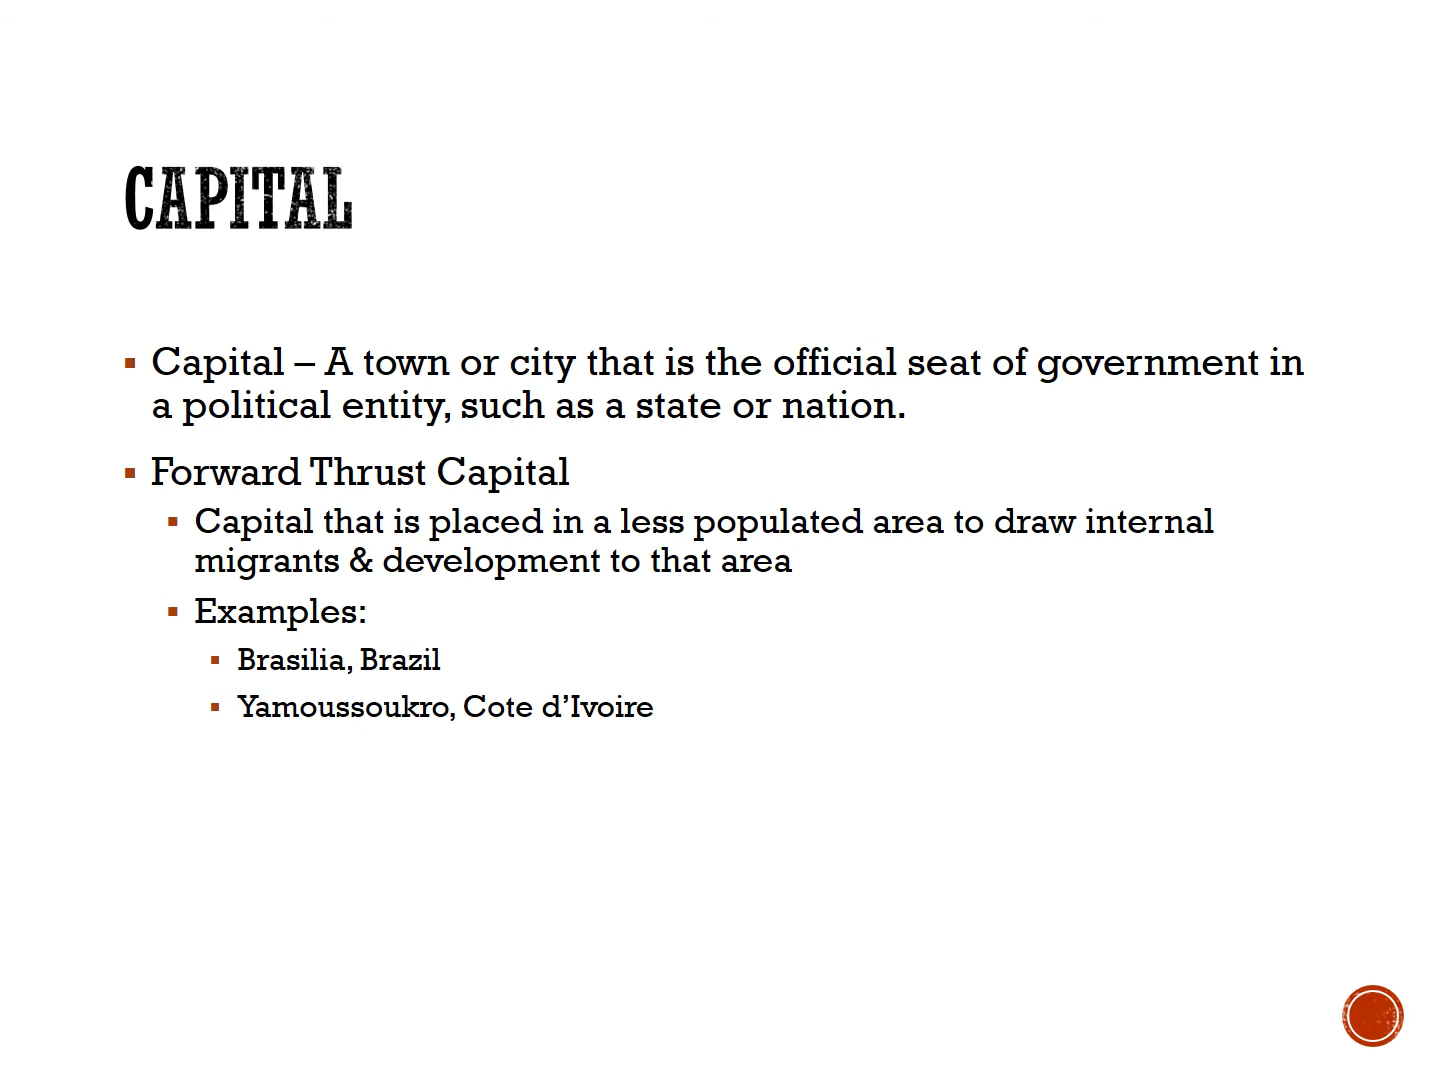 CAPITAL
▪ Capital – A town or city that is the official seat of government in
a political entity, such as a state or nation.
▪ Forward Thrust Capital
▪ Capital that is placed in a less populated area to draw internal
migrants & development to that area
▪ Examples:
▪ Brasilia, Brazil
▪ Yamoussoukro, Cote d’Ivoire